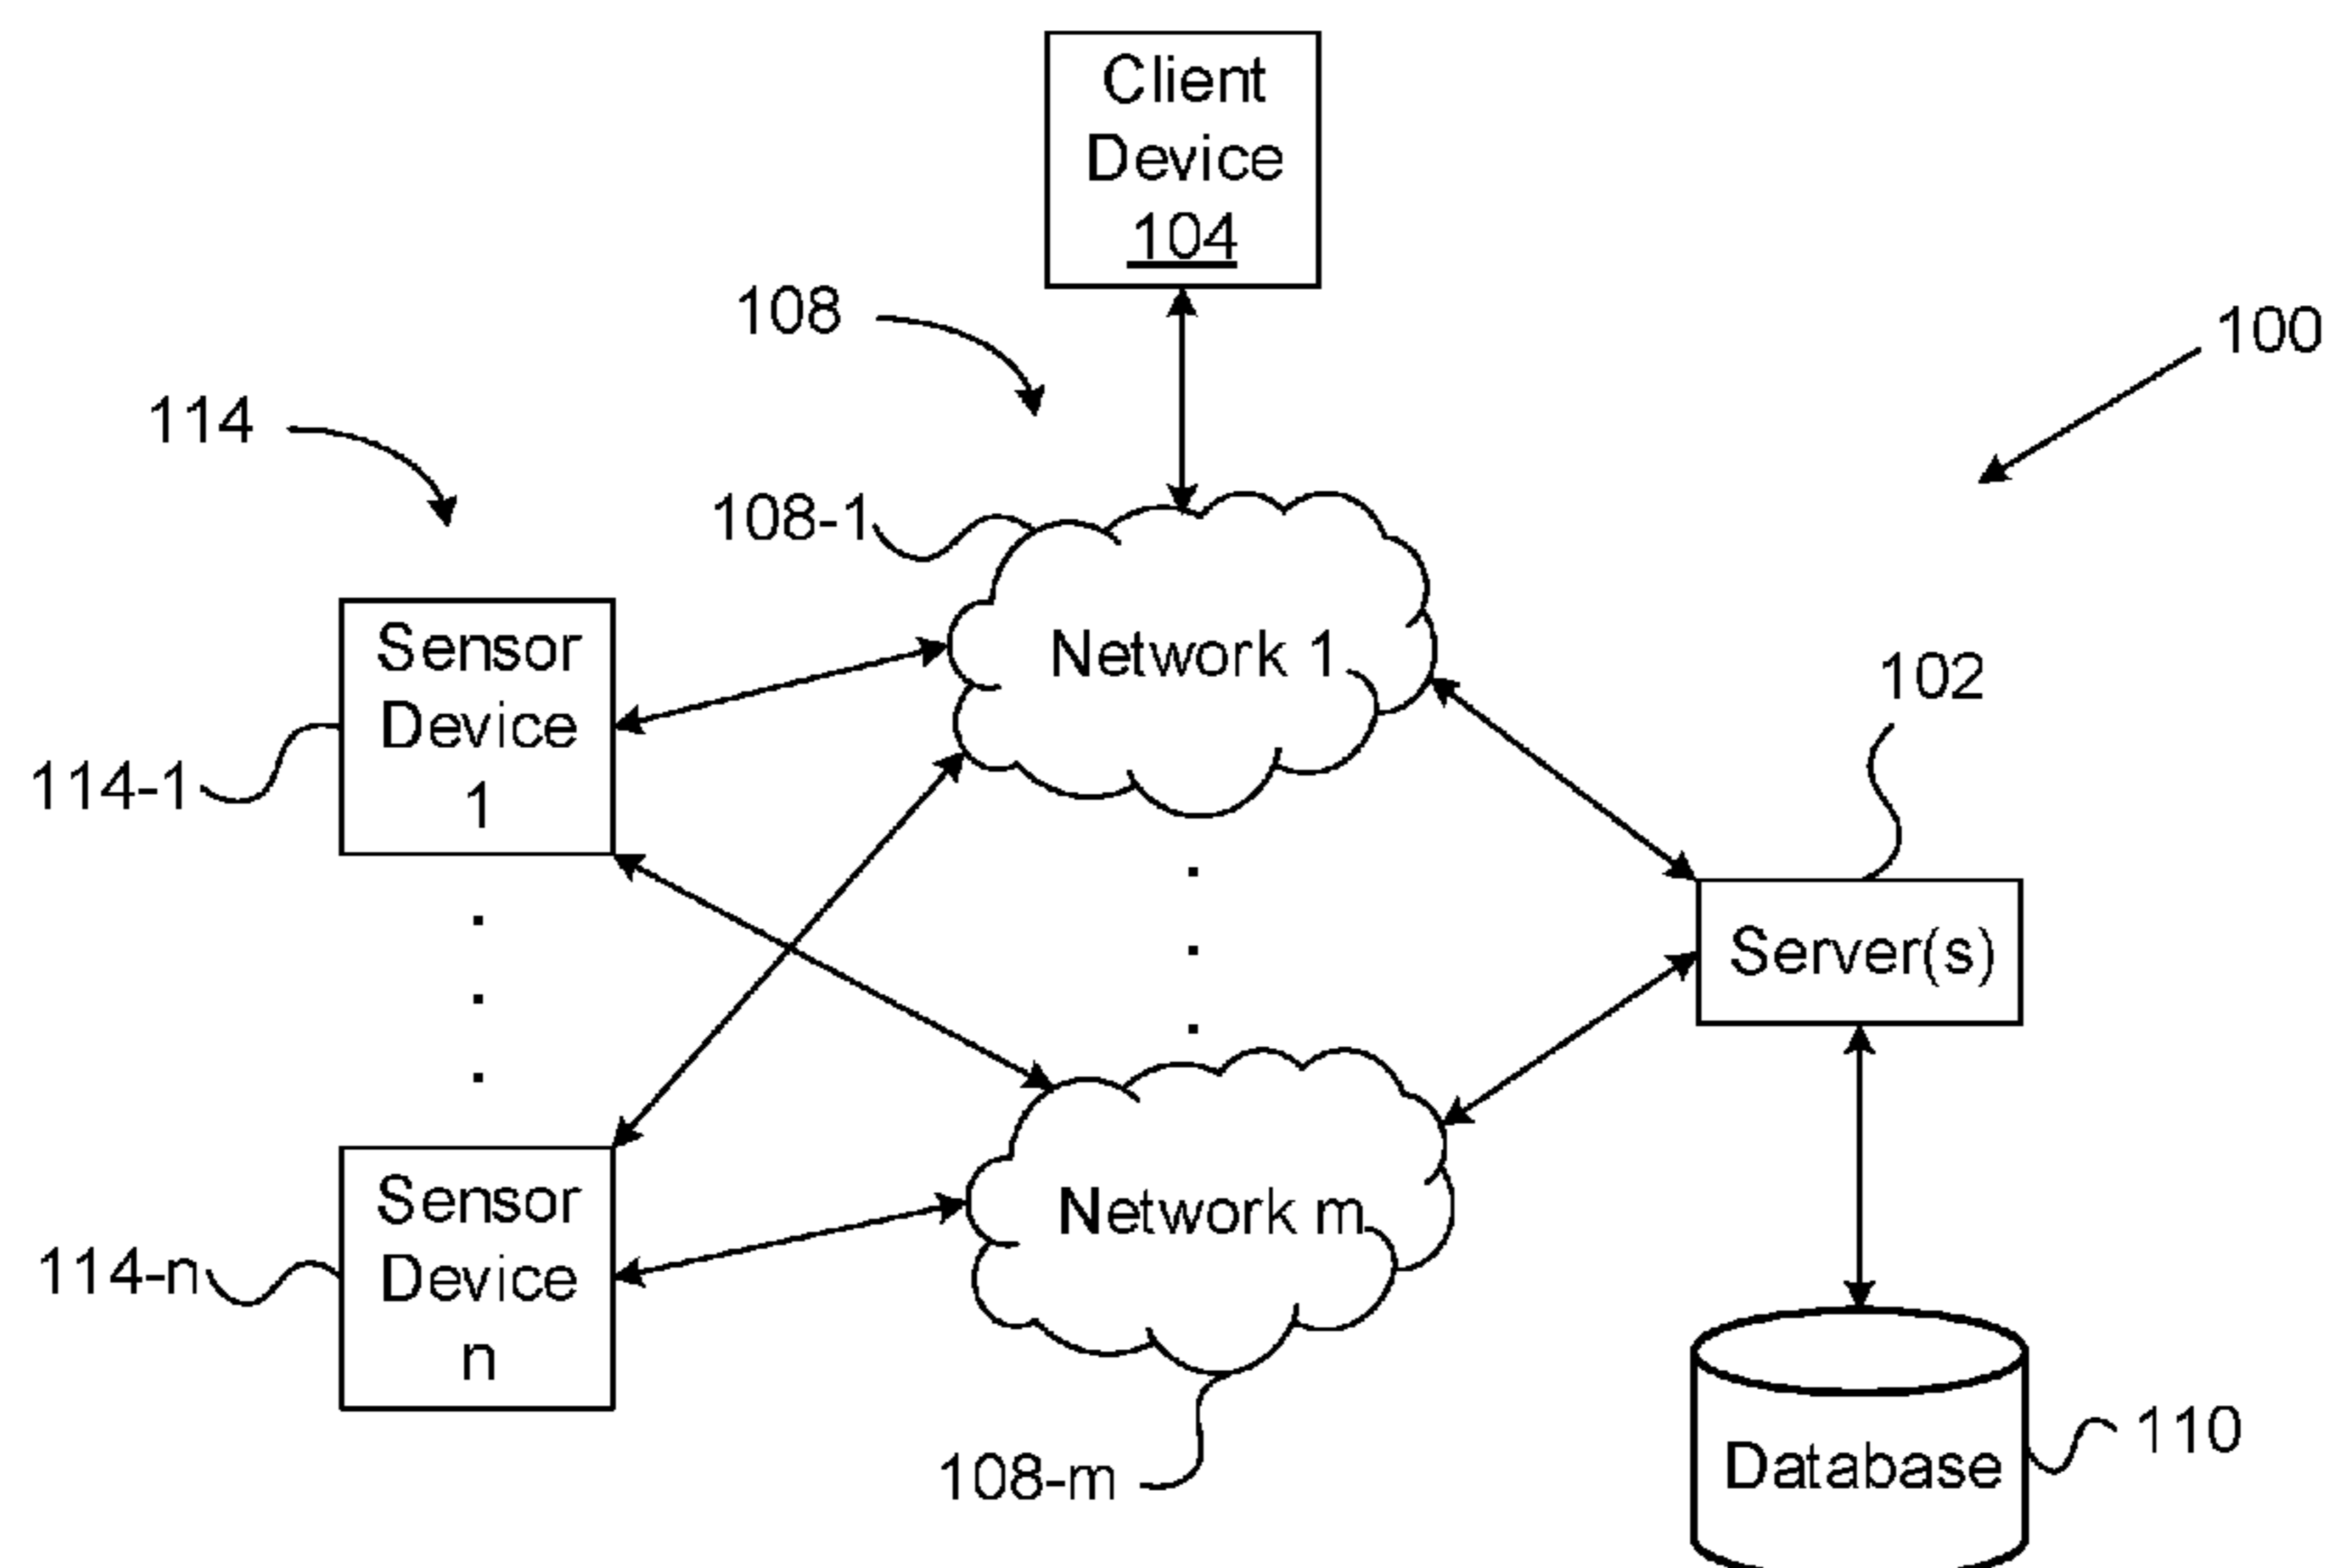 Client
Device
104
108
100
114
108-1
Sensor
Device
1
Network 1
102
114-1
Server(s)
Sensor
Device
n
Network m
114-n
110
Database
108-m